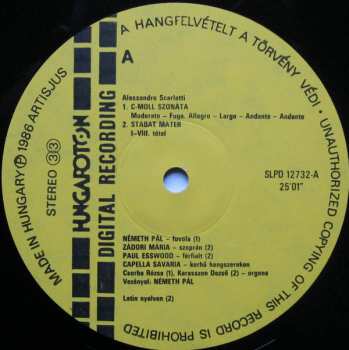 A HANGFELVÉTELT A TÖRVÉNY VÉDI · UNAUTHORIZED COPYING OF THIS RECORD IS PROHIBITED
MADE IN HUNGARY Ⓟ 1986 ARTISJUS
STEREO 33
HUNGAROTON
DIGITAL RECORDING
A
Alessandro Scarlatti
1. C-MOLL SZONÁTA
Moderato - Fuga. Allegro - Largo - Andante - Andante
2. STABAT MATER
I-VIII. tétel
SLPD 12732-A
25'01"
NÉMETH PÁL - fuvola (1)
ZÁDORI MÁRIA - szoprán (2)
PAUL ESSWOOD - férfialt (2)
CAPELLA SAVARIA - korhű hangszereken
Csorba Rózsa (1), Karasszon Dezső (2) - orgona
Vezényel: NÉMETH PÁL
Latin nyelven (2)